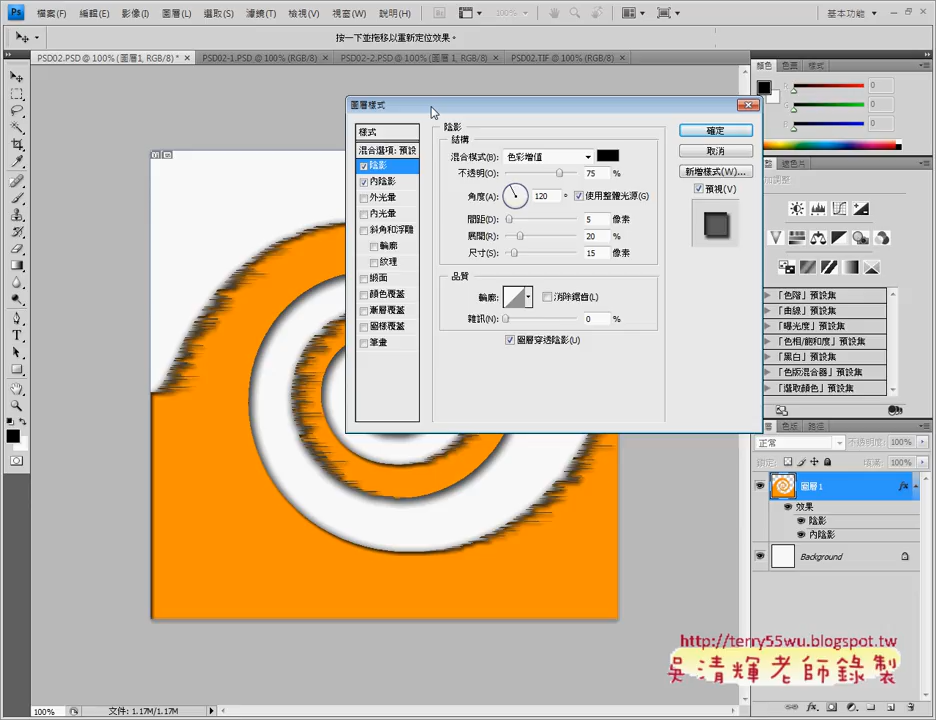 Ps 檔案(F) 編輯(E) 影像(I) 圖層(L) 選取(S) 濾鏡(T) 檢視(V) 視窗(W) 說明(H) 100% 基本功能
按一下並拖移以重新定位效果。
PSD02.PSD @ 100% (圖層1, RGB/8) * × PSD02-1.PSD @ 100% (RGB/8) × PSD02-2.PSD @ 100% (圖層 1, RGB/8) × PSD02.TIF @ 100% (RGB/8) ×
顏色 色票 樣式
0
0
0
圖層樣式
樣式
混合選項: 預設
陰影
內陰影
外光暈
內光暈
斜角和浮雕
輪廓
紋理
緞面
顏色覆蓋
漸層覆蓋
圖樣覆蓋
筆畫
陰影
結構
混合模式(B): 色彩增值
不透明(O): 75 %
角度(A): 120 ° 使用整體光源(G)
間距(D): 5 像素
展開(R): 20 %
尺寸(S): 15 像素
品質
輪廓: 消除鋸齒(L)
雜訊(N): 0 %
圖層穿透陰影(U)
確定
取消
新增樣式(W)...
預視(V)
「色階」預設集
「曲線」預設集
「曝光度」預設集
「色相/飽和度」預設集
「黑白」預設集
「色版混合器」預設集
「選取顏色」預設集
色版 路徑
正常 不透明度: 100%
鎖定: 填滿: 100%
圖層1 fx
效果
陰影
內陰影
Background
http://terry55wu.blogspot.tw
吳清輝老師錄製
100% 文件: 1.17M/1.17M